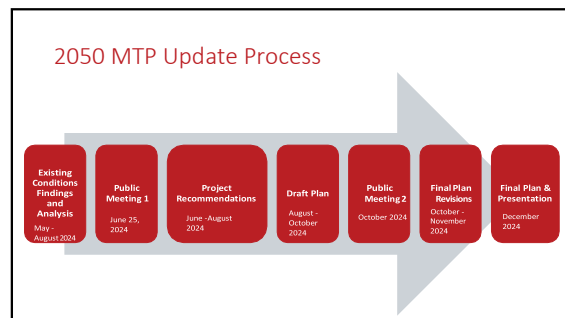 2050 MTP Update Process
Existing
Conditions
Findings
and
Analysis
May -
August 2024
Public
Meeting 1
June 25,
2024
Project
Recommendations
June -August
2024
Draft Plan
August -
October
2024
Public
Meeting 2
October 2024
Final Plan
Revisions
October -
November
2024
Final Plan &
Presentation
December
2024